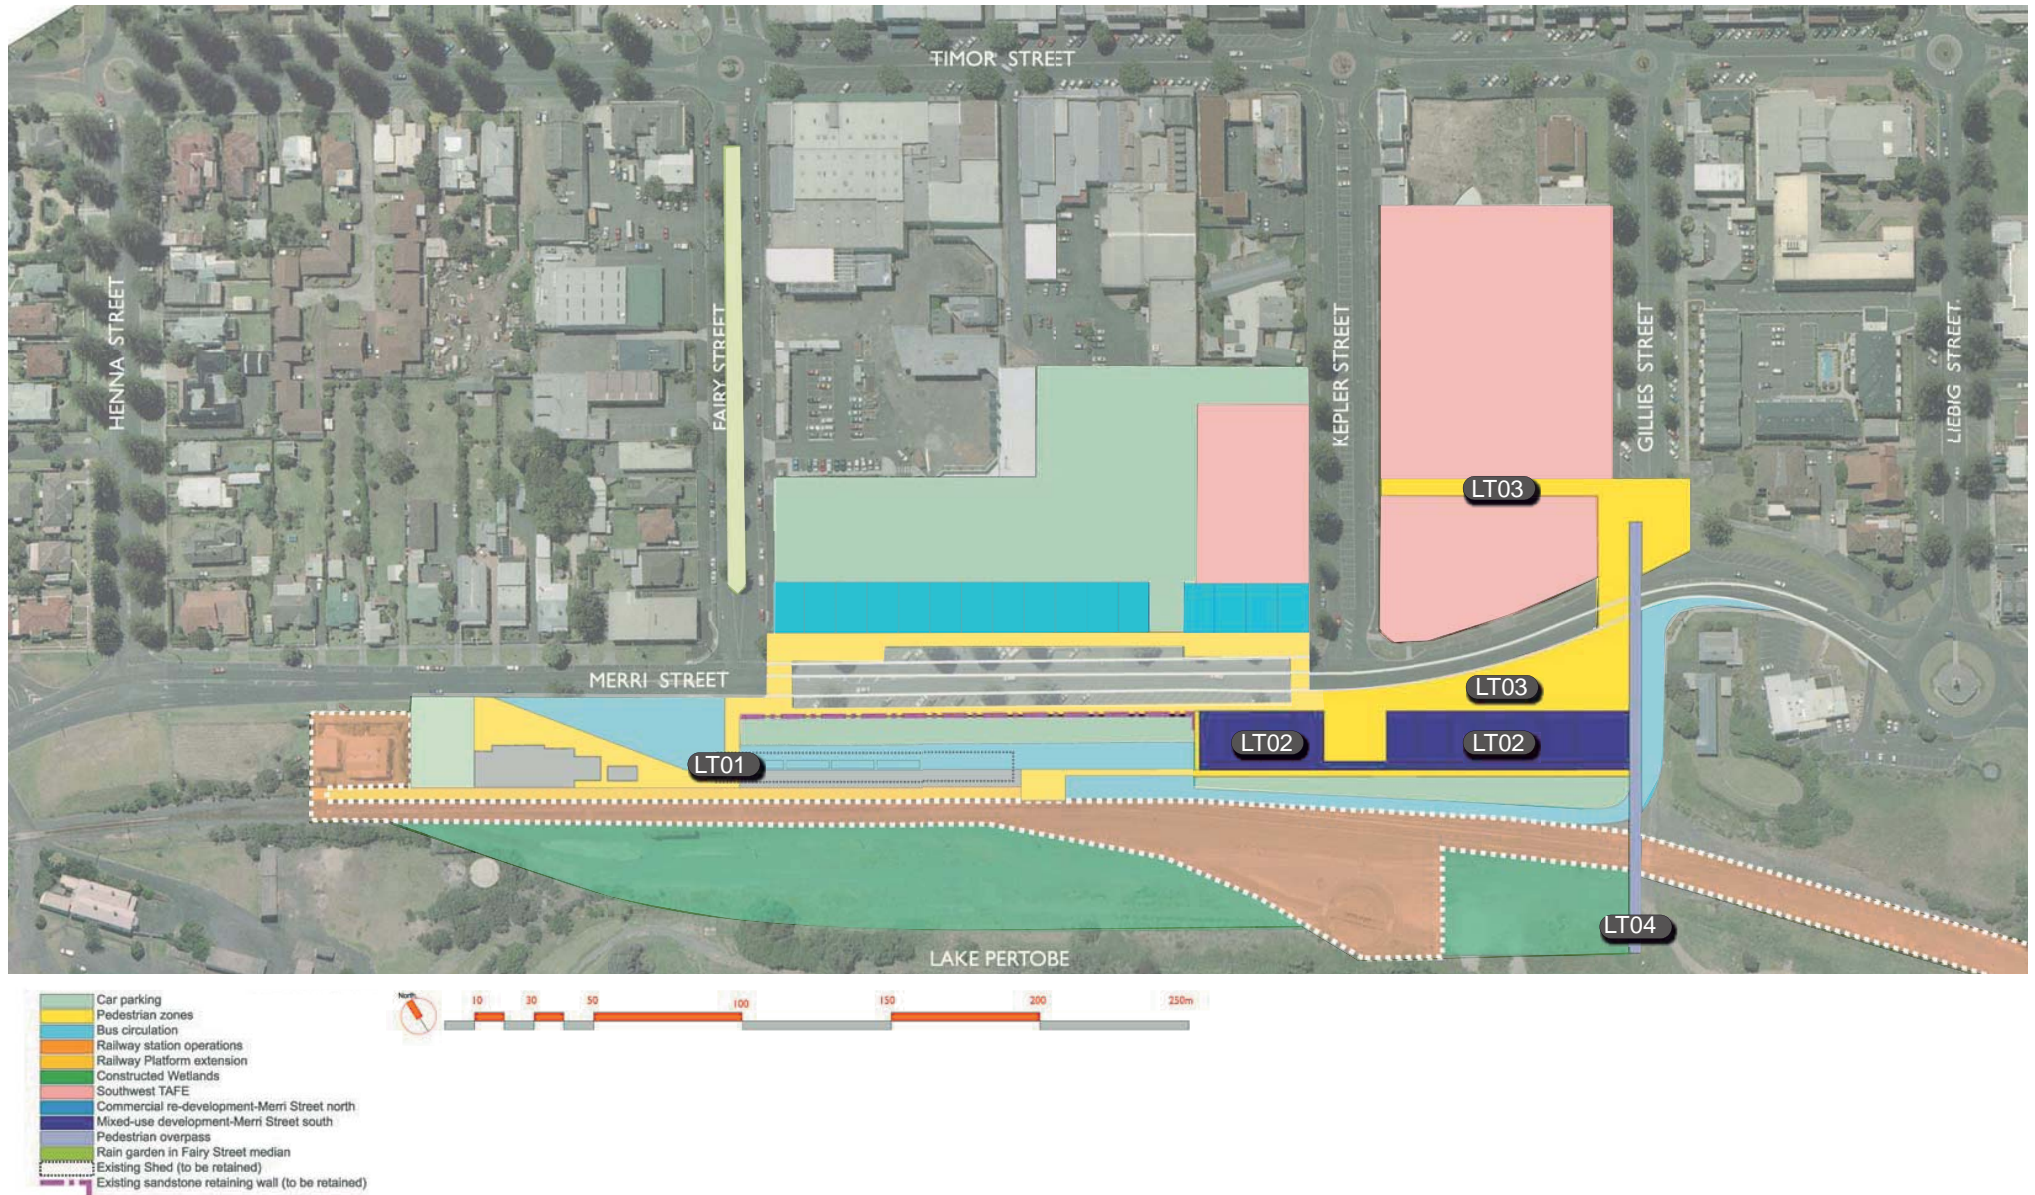 TIMOR STREET
HENNA STREET
FAIRY STREET
KEPLER STREET
GILLIES STREET
LIEBIG STREET
LT03
MERRI STREET
LT03
LT02
LT02
LT01
LT04
LAKE PERTOBE
North
10
30
50
100
150
200
250m
Car parking
Pedestrian zones
Bus circulation
Railway station operations
Railway Platform extension
Constructed Wetlands
Southwest TAFE
Commercial re-development-Merri Street north
Mixed-use development-Merri Street south
Pedestrian overpass
Rain garden in Fairy Street median
Existing Shed (to be retained)
Existing sandstone retaining wall (to be retained)